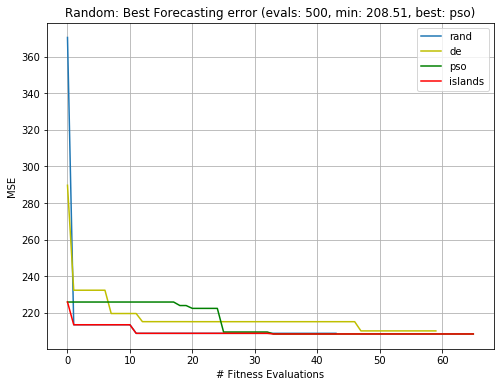 Random: Best Forecasting error (evals: 500, min: 208.51, best: pso)
rand
de
pso
islands
MSE
360
340
320
300
280
260
240
220
0 10 20 30 40 50 60
# Fitness Evaluations